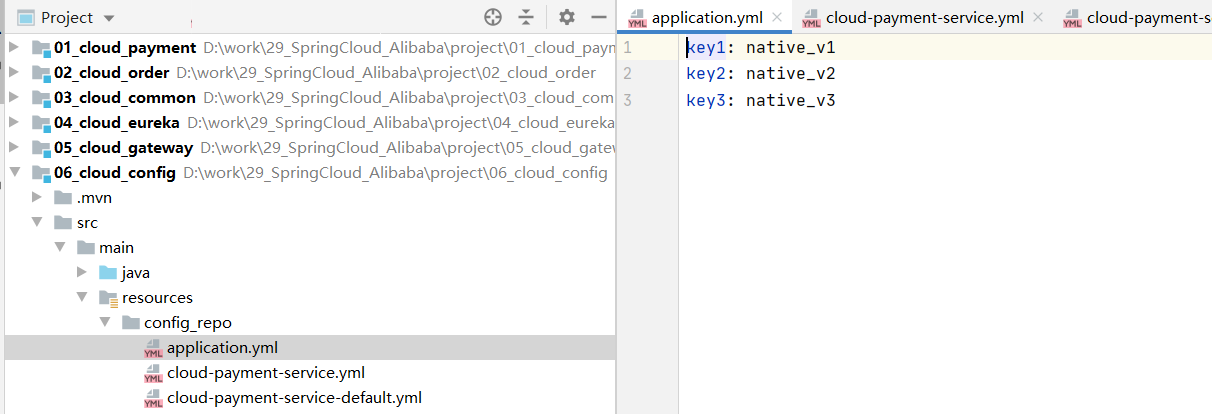 Project
01_cloud_payment D:\work\29_SpringCloud_Alibaba\project\01_cloud_paym
02_cloud_order D:\work\29_SpringCloud_Alibaba\project\02_cloud_order
03_cloud_common D:\work\29_SpringCloud_Alibaba\project\03_cloud_com
04_cloud_eureka D:\work\29_SpringCloud_Alibaba\project\04_cloud_eureka
05_cloud_gateway D:\work\29_SpringCloud_Alibaba\project\05_cloud_gatew
06_cloud_config D:\work\29_SpringCloud_Alibaba\project\06_cloud_config
.mvn
src
main
java
resources
config_repo
YML application.yml
YML cloud-payment-service.yml
YML cloud-payment-service-default.yml
YML application.yml YML cloud-payment-service.yml YML cloud-payment-s
1 key1: native_v1
2 key2: native_v2
3 key3: native_v3